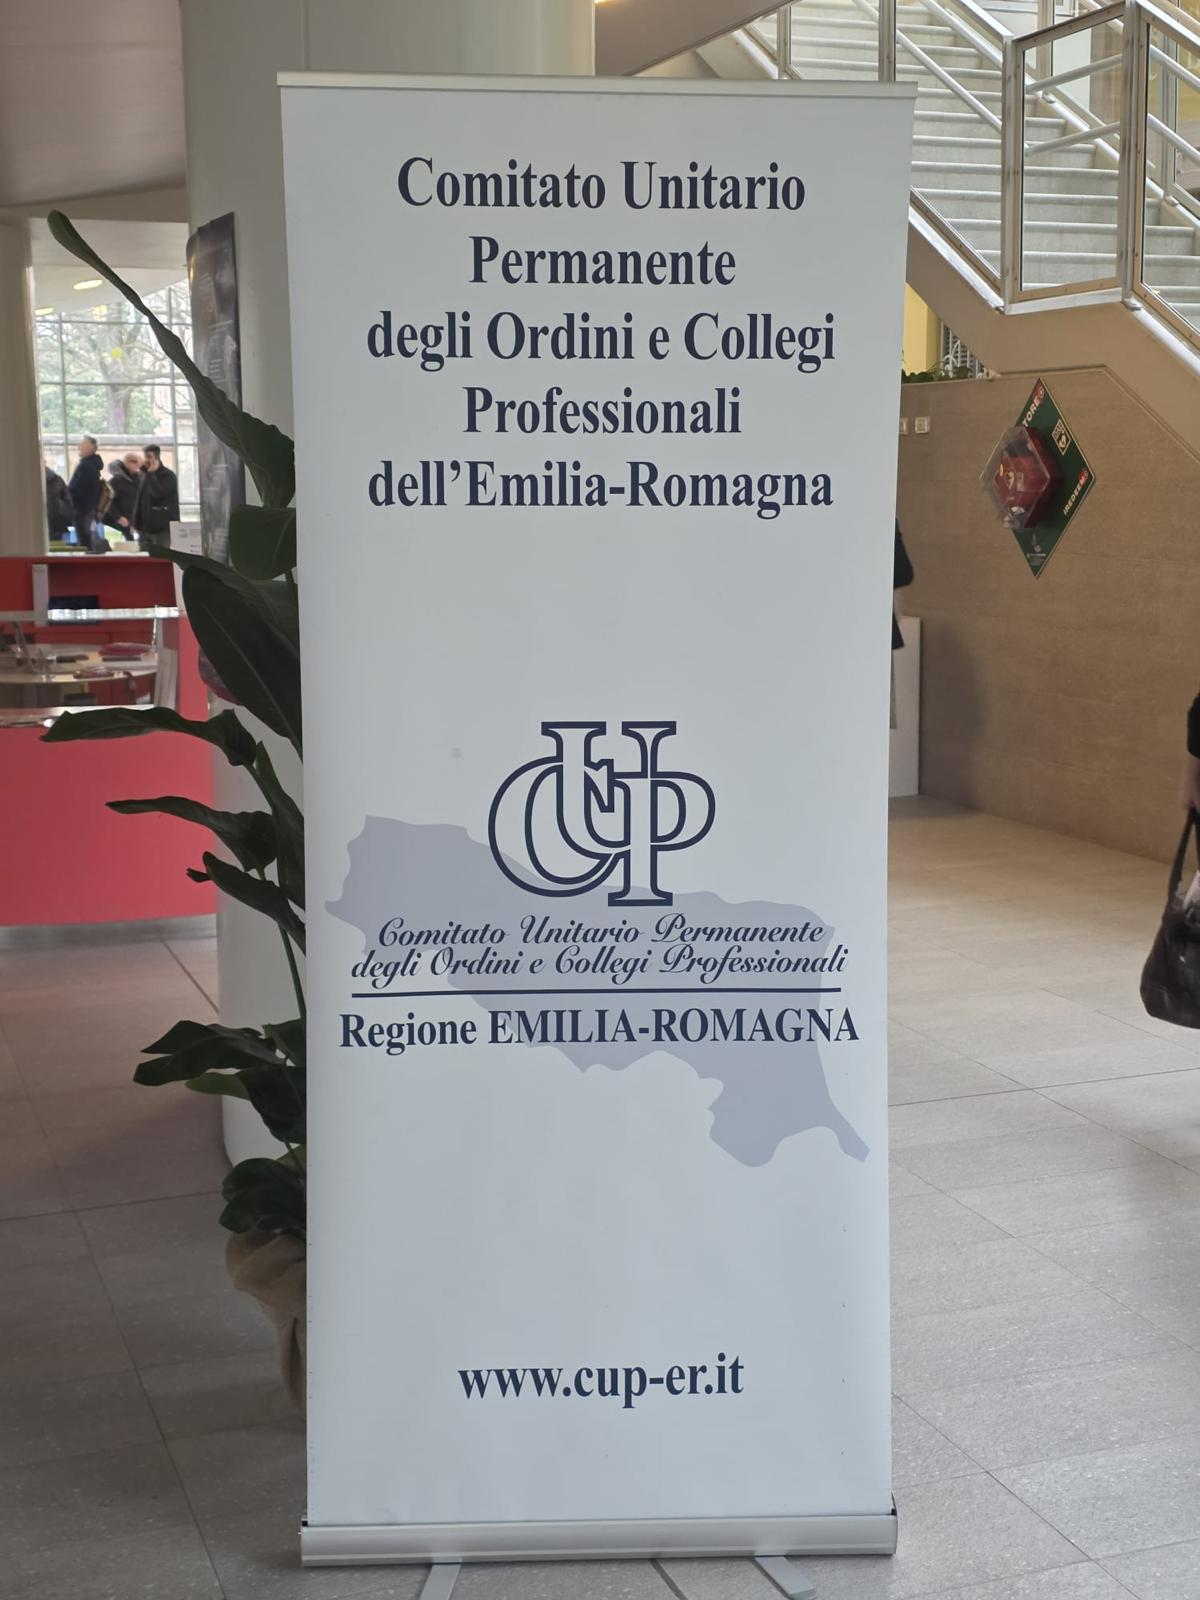 Comitato Unitario
Permanente
degli Ordini e Collegi
Professionali
dell'Emilia-Romagna
CUP
Comitato Unitario Permanente
degli Ordini e Collegi Professionali
Regione EMILIA-ROMAGNA
www.cup-er.it